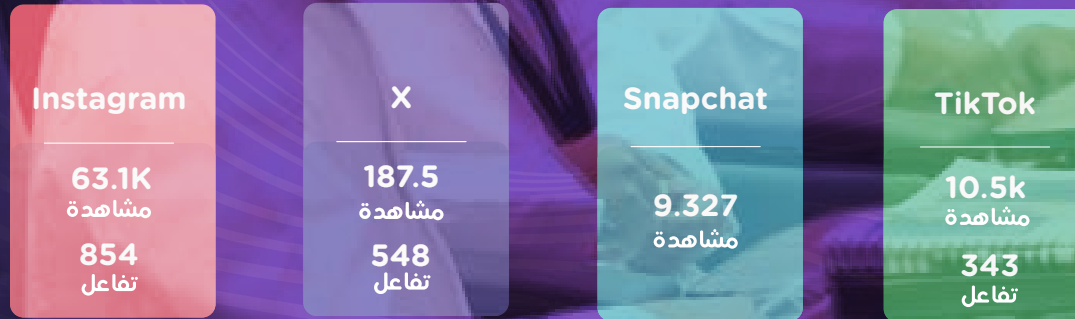 Instagram
63.1K
مشاهدة
854
تفاعل
X
187.5
مشاهدة
548
تفاعل
Snapchat
9.327
مشاهدة
TikTok
10.5k
مشاهدة
343
تفاعل